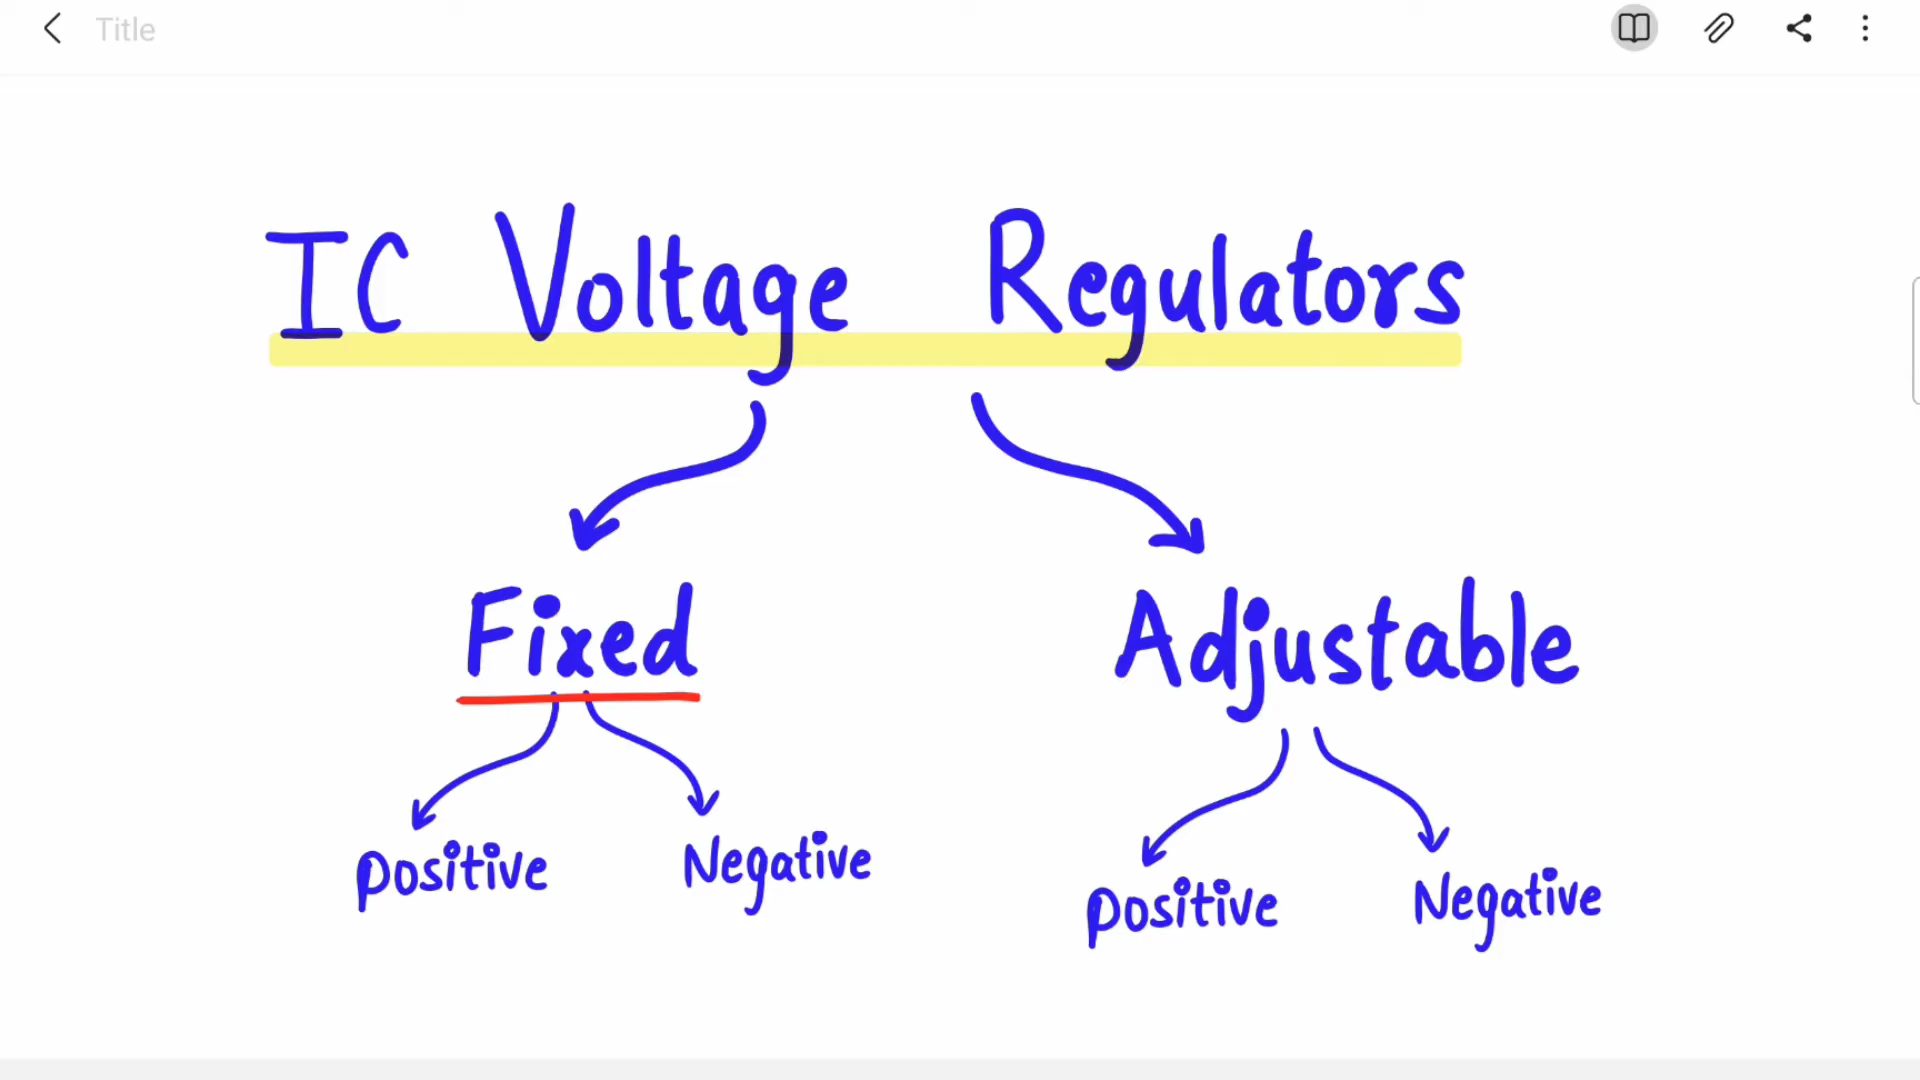 Title
IC Voltage Regulators
Fixed Adjustable
Positive Negative Positive Negative